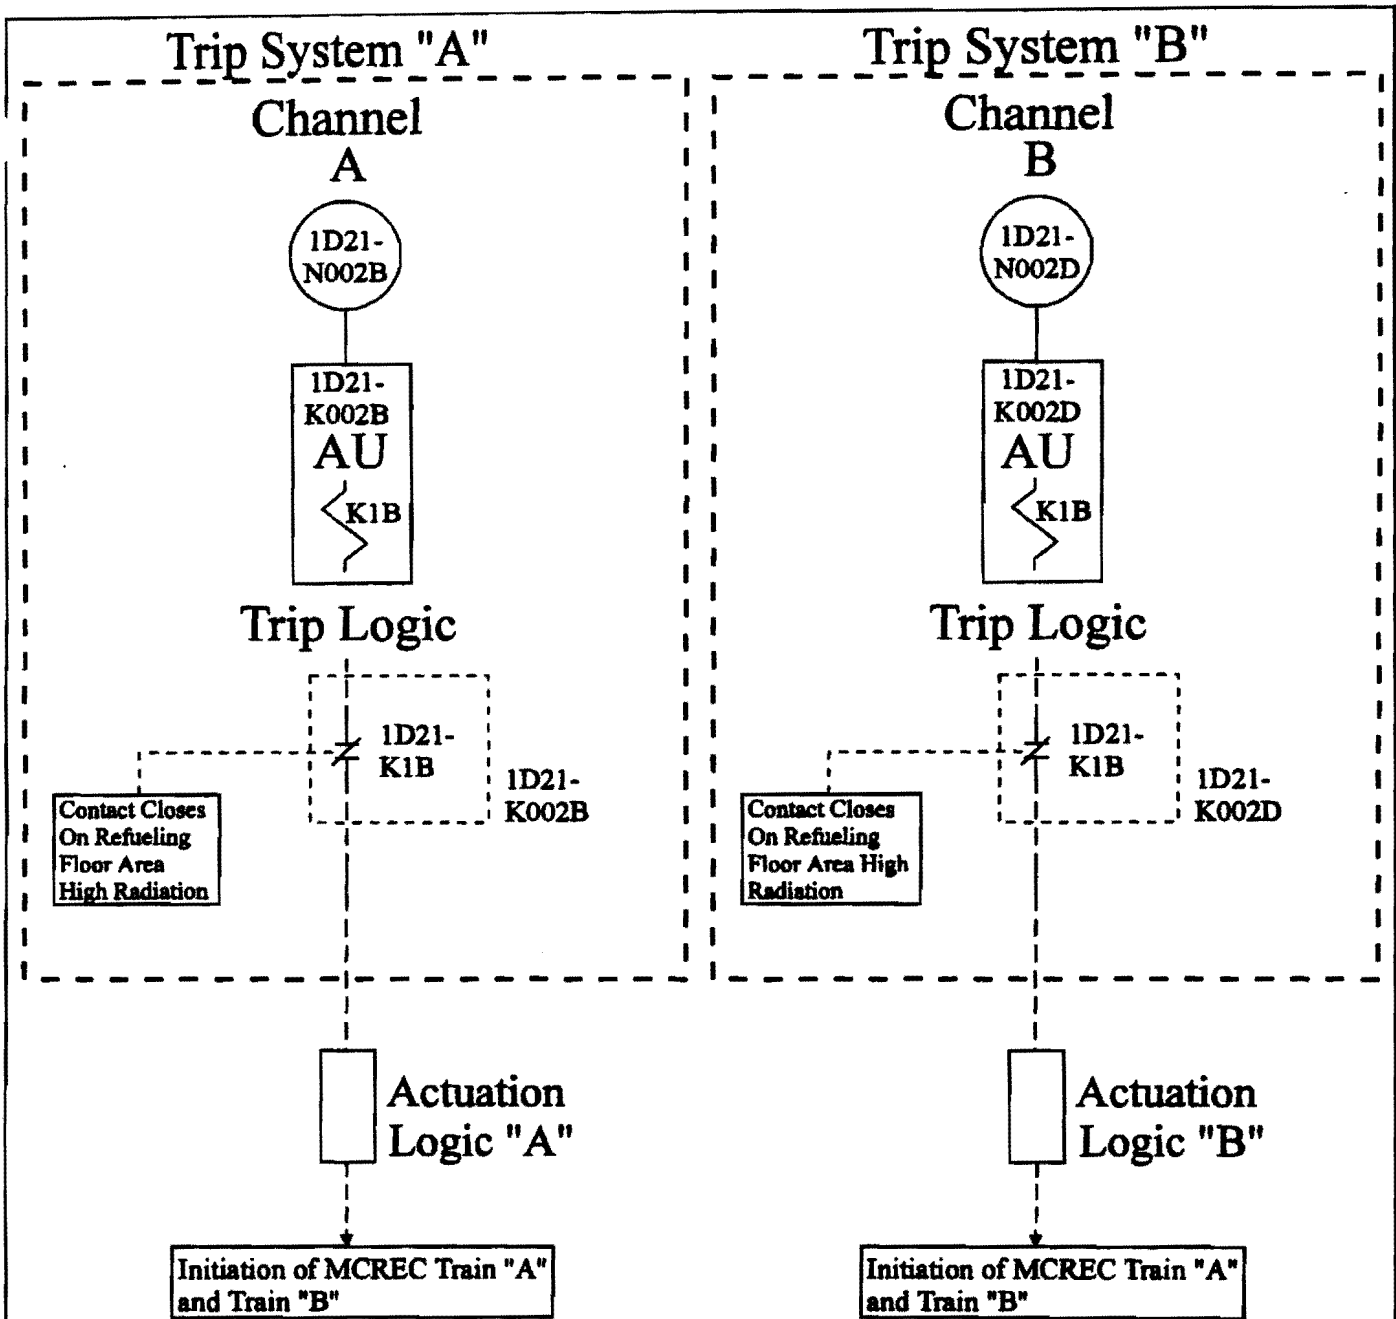 Trip System "A"
Channel
A
1D21-
N002B
1D21-
K002B
AU
K1B
Trip Logic
1D21-
K1B
1D21-
K002B
Contact Closes
On Refueling
Floor Area
High Radiation
Actuation
Logic "A"
Initiation of MCREC Train "A"
and Train "B"
Trip System "B"
Channel
B
1D21-
N002D
1D21-
K002D
AU
K1B
Trip Logic
1D21-
K1B
1D21-
K002D
Contact Closes
On Refueling
Floor Area High
Radiation
Actuation
Logic "B"
Initiation of MCREC Train "A"
and Train "B"